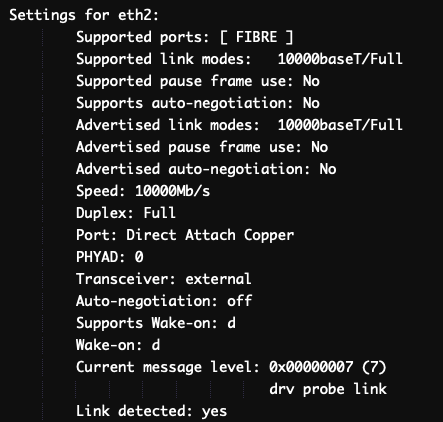 Settings for eth2:
Supported ports: [ FIBRE ]
Supported link modes: 10000baseT/Full
Supported pause frame use: No
Supports auto-negotiation: No
Advertised link modes: 10000baseT/Full
Advertised pause frame use: No
Advertised auto-negotiation: No
Speed: 10000Mb/s
Duplex: Full
Port: Direct Attach Copper
PHYAD: 0
Transceiver: external
Auto-negotiation: off
Supports Wake-on: d
Wake-on: d
Current message level: 0x00000007 (7)
drv probe link
Link detected: yes